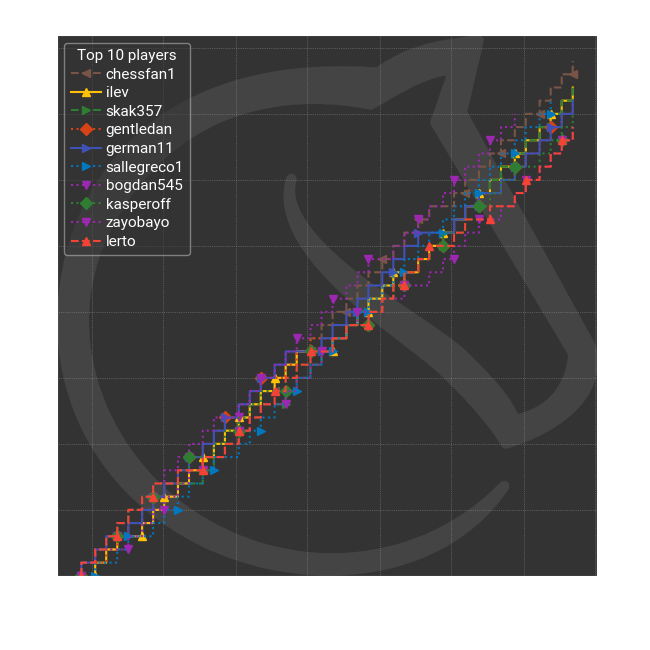 Top 10 players
chessfan1
ilev
skak357
gentledan
german11
sallegreco1
bogdan545
kasperoff
zayobayo
lerto